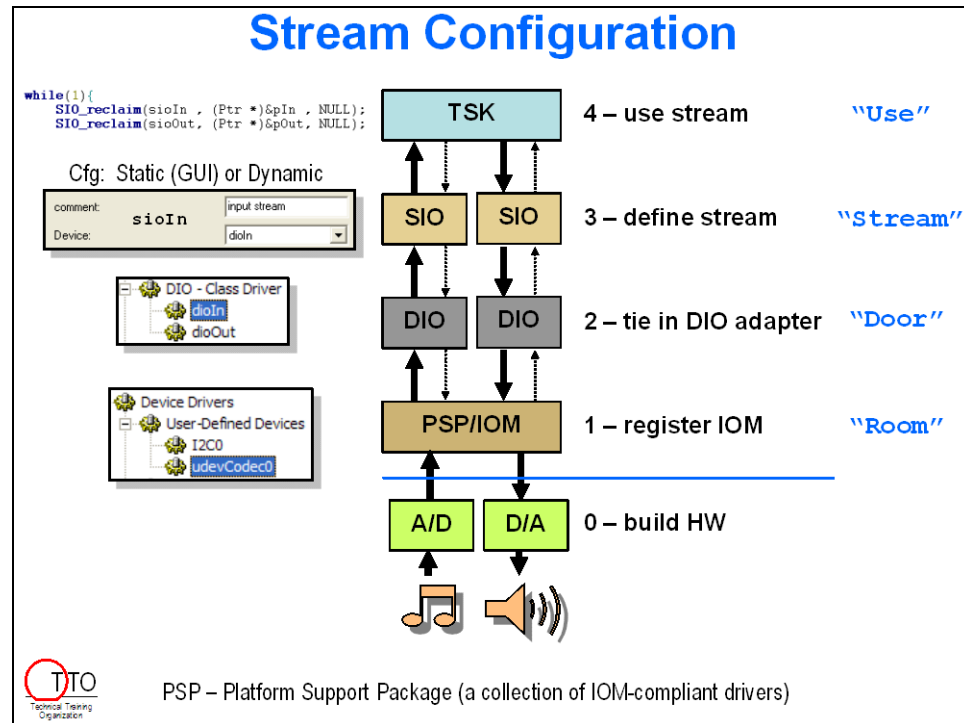 Stream Configuration
while(1){
SIO_reclaim(sioIn , (Ptr *)&pIn , NULL);
SIO_reclaim(sioOut, (Ptr *)&pOut, NULL);
TSK
4 – use stream
“Use”
Cfg: Static (GUI) or Dynamic
comment:
sioIn
input stream
Device:
dioIn
SIO
SIO
3 – define stream
“Stream”
DIO - Class Driver
dioIn
dioOut
DIO
DIO
2 – tie in DIO adapter
“Door”
Device Drivers
User-Defined Devices
I2C0
udevCodec0
PSP/IOM
1 – register IOM
“Room”
A/D
D/A
0 – build HW
TTO
Technical Training
Organization
PSP – Platform Support Package (a collection of IOM-compliant drivers)